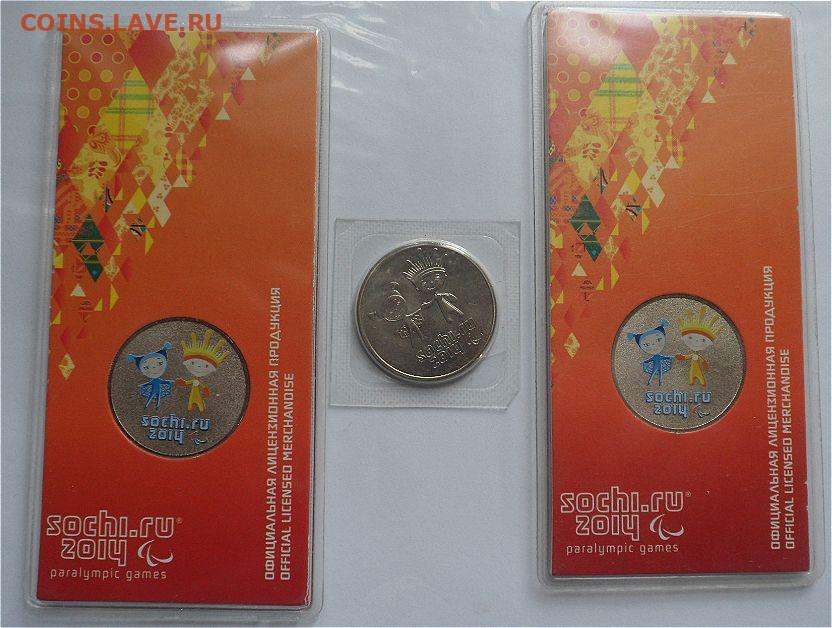 COINS.LAVE.RU
sochi.ru
2014
sochi.ru®
2014
paralympic games
ОФИЦИАЛЬНАЯ ЛИЦЕНЗИОННАЯ ПРОДУКЦИЯ
OFFICIAL LICENSED MERCHANDISE
sochi.ru
2014
sochi.ru
2014
sochi.ru®
2014
paralympic games
ОФИЦИАЛЬНАЯ ЛИЦЕНЗИОННАЯ ПРОДУКЦИЯ
OFFICIAL LICENSED MERCHANDISE